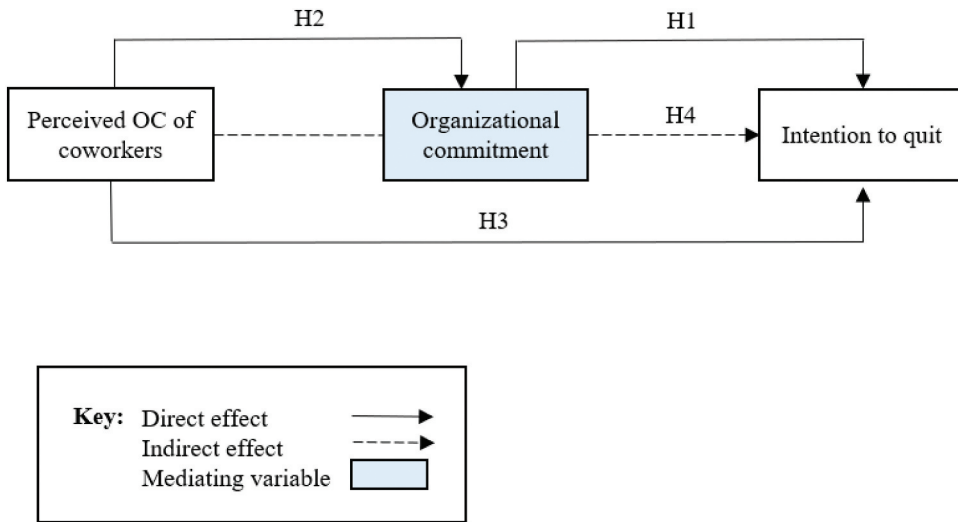 H2
H1
Perceived OC of
coworkers
Organizational
commitment
H4
Intention to quit
H3
Key: Direct effect
Indirect effect
Mediating variable